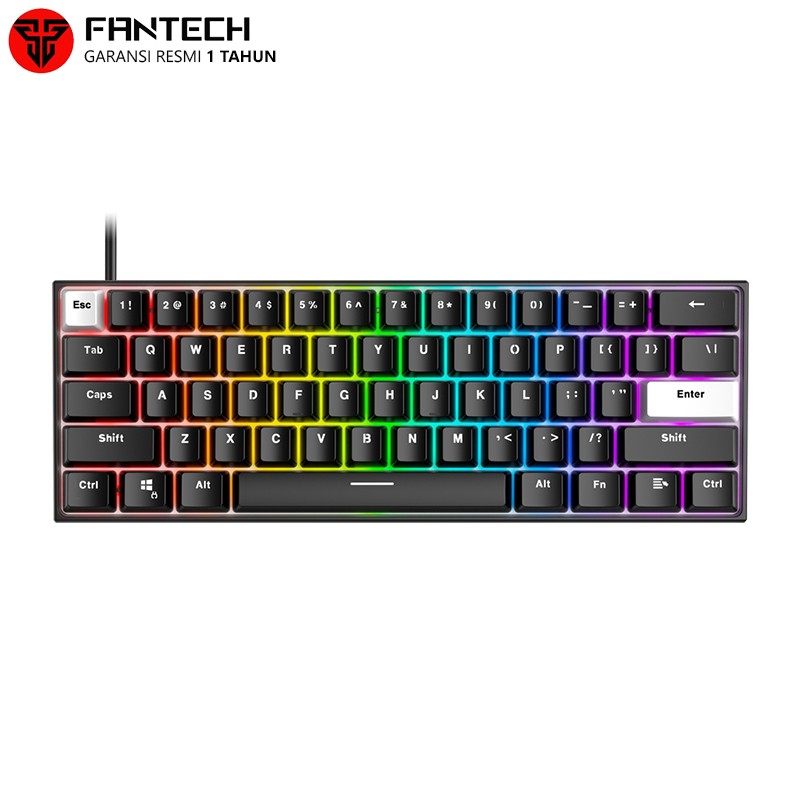 FANTECH
GARANSI RESMI 1 TAHUN
Esc 1! 2@ 3# 4$ 5% 6^ 7& 8* 9( 0) -_ =+ ←
Tab Q W E R T Y U I O P [{ ]} \|
Caps A S D F G H J K L ;: '" Enter
Shift Z X C V B N M ,< .> /? Shift
Ctrl Alt Alt Fn Ctrl